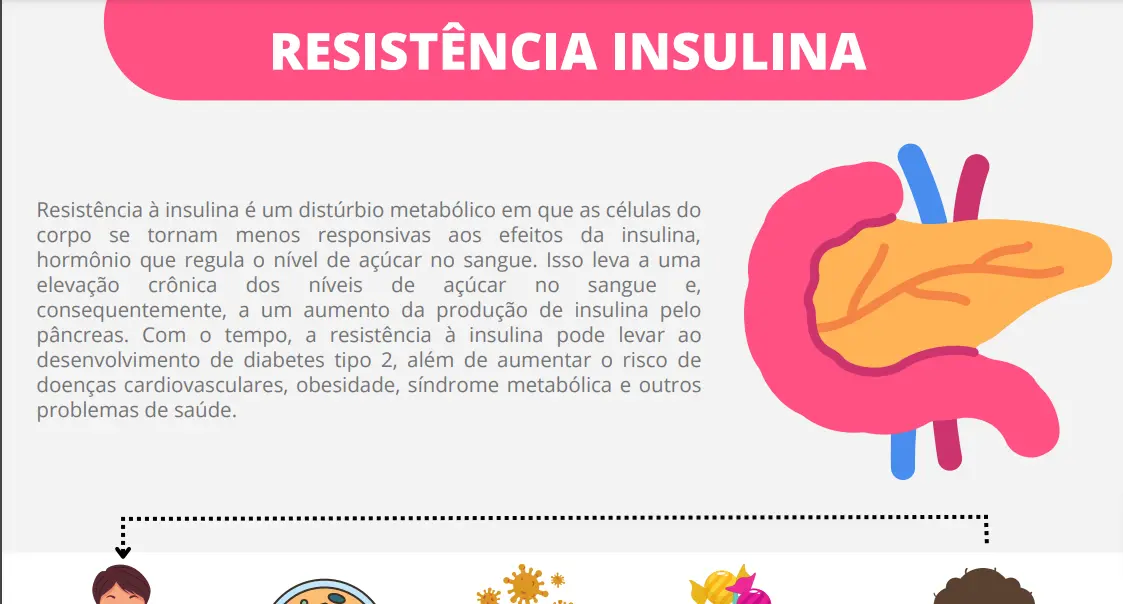 RESISTÊNCIA INSULINA
Resistência à insulina é um distúrbio metabólico em que as células do
corpo se tornam menos responsivas aos efeitos da insulina,
hormônio que regula o nível de açúcar no sangue. Isso leva a uma
elevação crônica dos níveis de açúcar no sangue e,
consequentemente, a um aumento da produção de insulina pelo
pâncreas. Com o tempo, a resistência à insulina pode levar ao
desenvolvimento de diabetes tipo 2, além de aumentar o risco de
doenças cardiovasculares, obesidade, síndrome metabólica e outros
problemas de saúde.